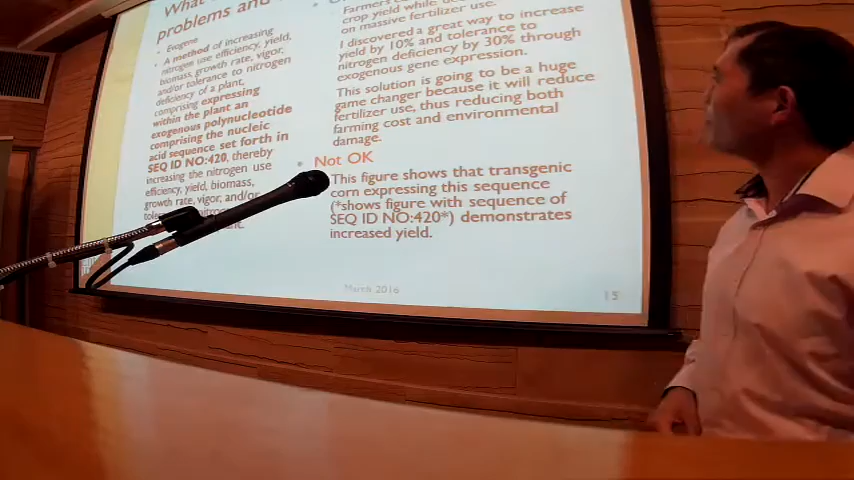 What
problems and
Evogene
A method of increasing
nitrogen use efficiency, yield,
biomass, growth rate, vigor,
and/or tolerance to nitrogen
deficiency of a plant,
comprising expressing
within the plant an
exogenous polynucleotide
comprising the nucleic
acid sequence set forth in
SEQ ID NO:420, thereby
increasing the nitrogen use
efficiency, yield, biomass,
growth rate, vigor, and/or
Farmers
crop yield while
massive fertilizer use.
I discovered a great way to increase
yield by 10%, and tolerance to
nitrogen deficiency by 30% through
exogenous gene expression.
This solution is going to be a huge
game changer because it will reduce
fertilizer use, thus reducing both
farming cost and environmental
damage.
Not OK
This figure shows that transgenic
corn expressing this sequence
(*shows figure with sequence of
SEQ ID NO:420*) demonstrates
increased yield.
March 2016
15